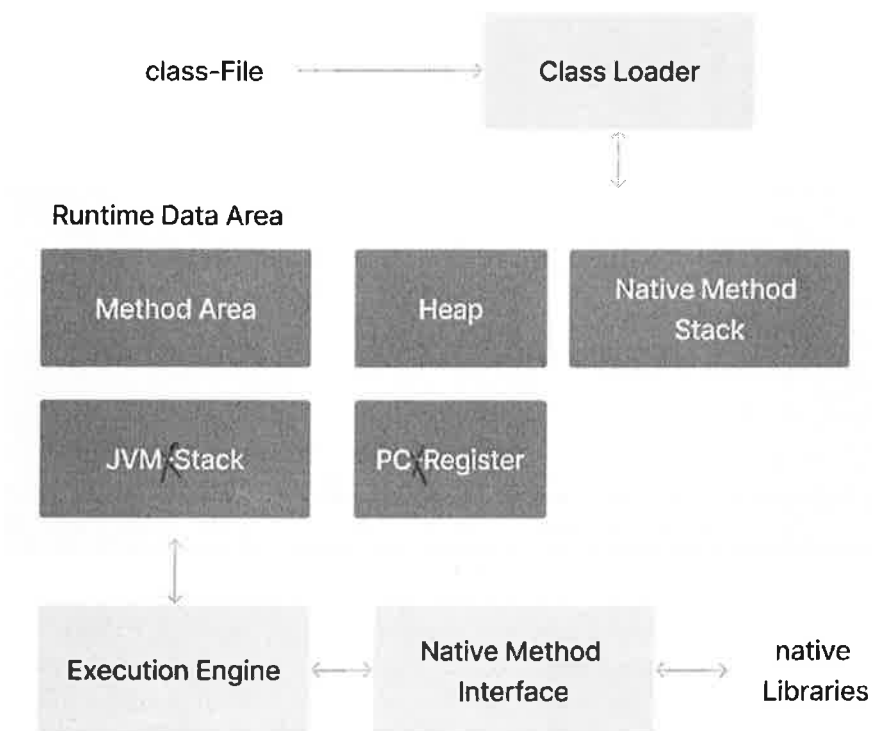 class-File
Class Loader
Runtime Data Area
Method Area
Heap
Native Method
Stack
JVM-Stack
PC-Register
Execution Engine
Native Method
Interface
native
Libraries